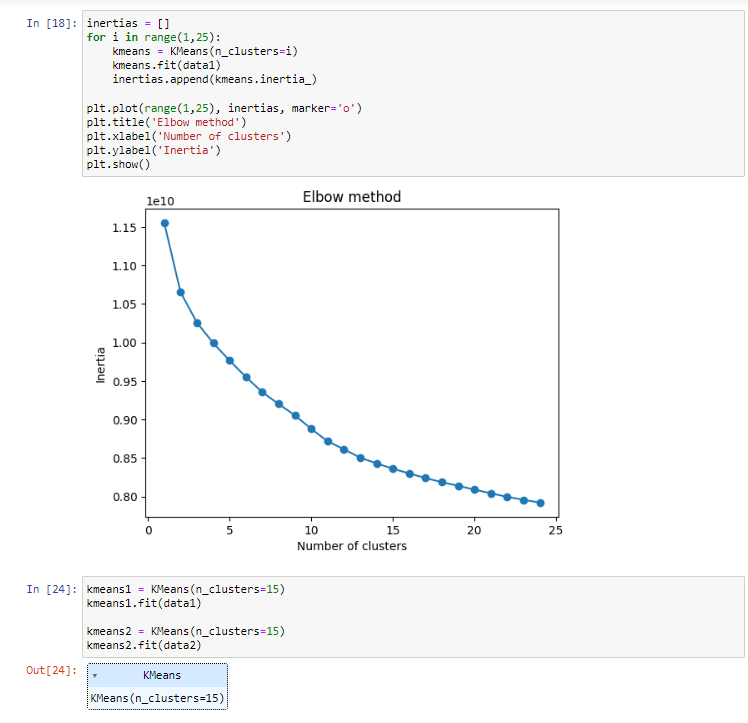 In [18]: inertias = []
for i in range(1,25):
    kmeans = KMeans(n_clusters=i)
    kmeans.fit(data1)
    inertias.append(kmeans.inertia_)
plt.plot(range(1,25), inertias, marker='o')
plt.title('Elbow method')
plt.xlabel('Number of clusters')
plt.ylabel('Inertia')
plt.show()
1e10
Elbow method
1.15
1.10
1.05
1.00
0.95
0.90
0.85
0.80
Inertia
0 5 10 15 20 25
Number of clusters
In [24]: kmeans1 = KMeans(n_clusters=15)
kmeans1.fit(data1)
kmeans2 = KMeans(n_clusters=15)
kmeans2.fit(data2)
Out[24]: ▾ KMeans
KMeans(n_clusters=15)